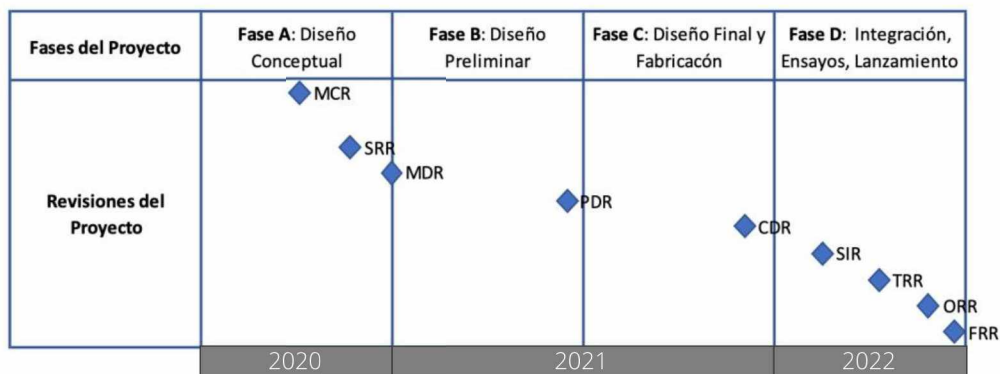 Fases del Proyecto
Fase A: Diseño
Conceptual
Fase B: Diseño
Preliminar
Fase C: Diseño Final y
Fabricacón
Fase D: Integración,
Ensayos, Lanzamiento
Revisiones del
Proyecto
MCR
SRR
MDR
PDR
CDR
SIR
TRR
ORR
FRR
2020
2021
2022